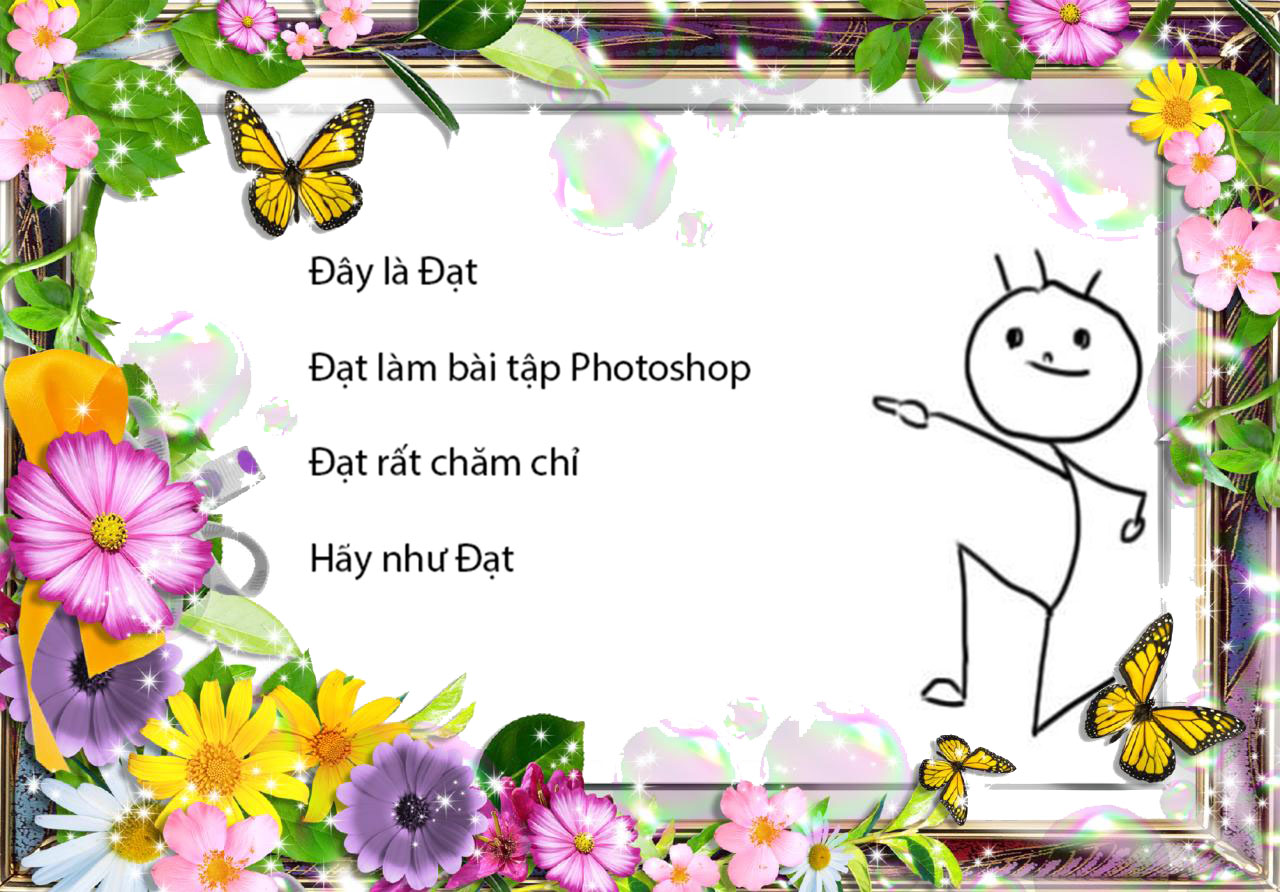 Đây là Đạt
Đạt làm bài tập Photoshop
Đạt rất chăm chỉ
Hãy như Đạt